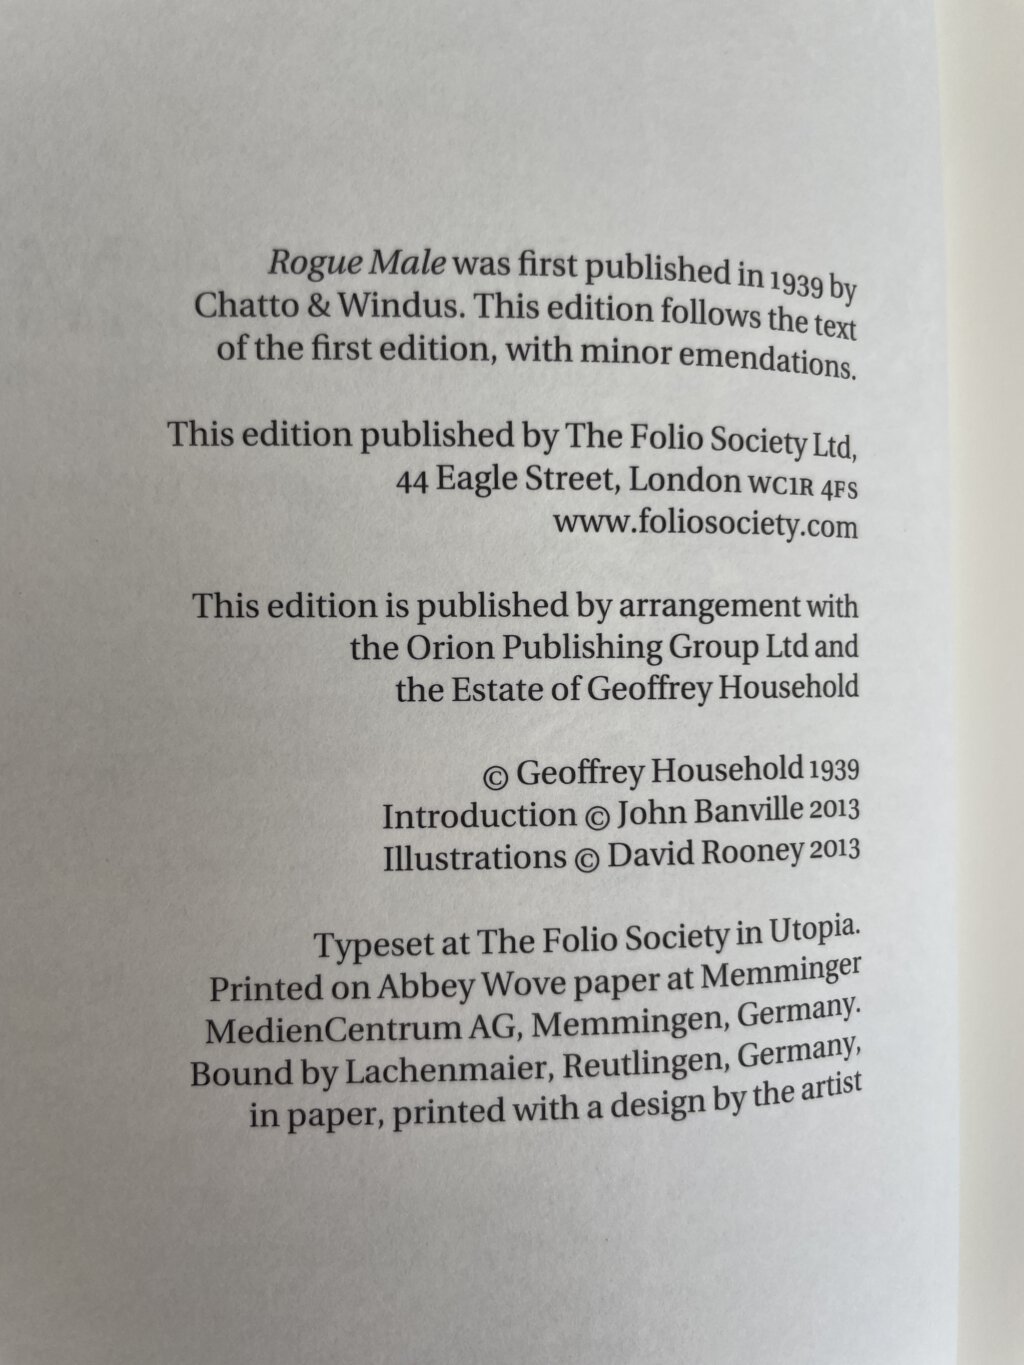 Rogue Male was first published in 1939 by
Chatto & Windus. This edition follows the text
of the first edition, with minor emendations.
This edition published by The Folio Society Ltd,
44 Eagle Street, London WC1R 4FS
www.foliosociety.com
This edition is published by arrangement with
the Orion Publishing Group Ltd and
the Estate of Geoffrey Household
© Geoffrey Household 1939
Introduction © John Banville 2013
Illustrations © David Rooney 2013
Typeset at The Folio Society in Utopia.
Printed on Abbey Wove paper at Memminger
MedienCentrum AG, Memmingen, Germany.
Bound by Lachenmaier, Reutlingen, Germany,
in paper, printed with a design by the artist